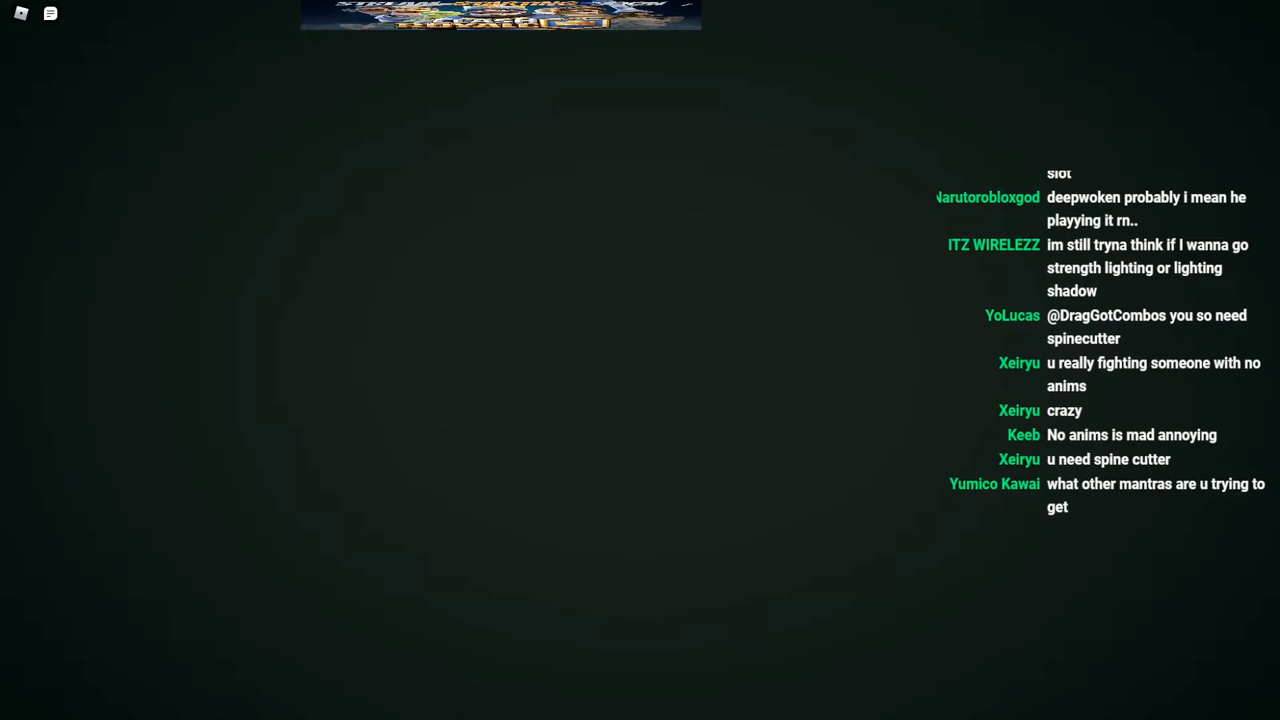 STREAM STARTING SOON
slot
Narutorobloxgod deepwoken probably i mean he
playying it rn..
ITZ WIRELEZZ im still tryna think if I wanna go
strength lighting or lighting
shadow
YoLucas @DragGotCombos you so need
spinecutter
Xeiryu u really fighting someone with no
anims
Xeiryu crazy
Keeb No anims is mad annoying
Xeiryu u need spine cutter
Yumico Kawai what other mantras are u trying to
get